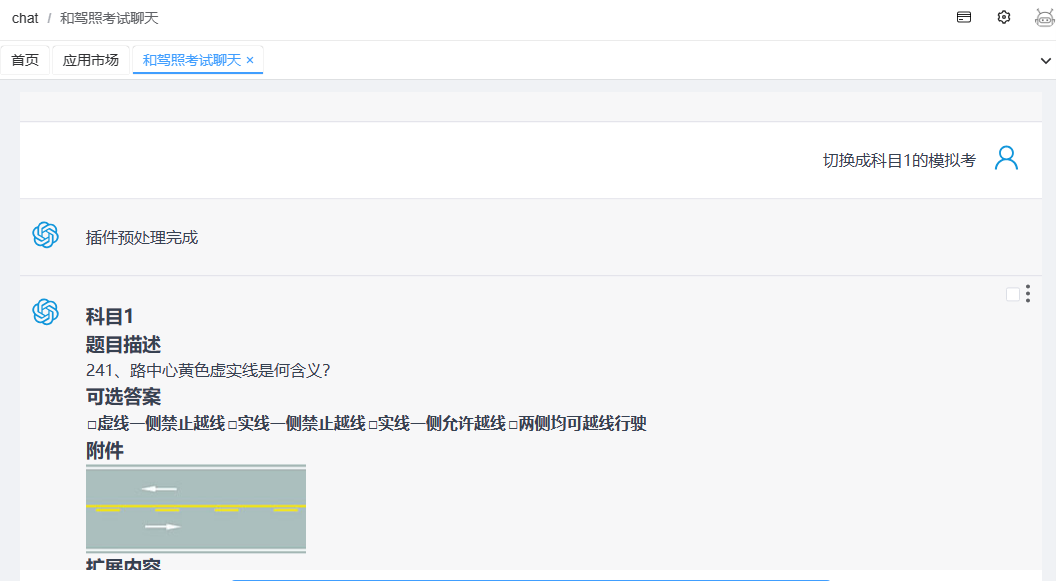 chat / 和驾照考试聊天
首页 应用市场 和驾照考试聊天 ×
切换成科目1的模拟考
插件预处理完成
科目1
题目描述
241、路中心黄色虚实线是何含义？
可选答案
□虚线一侧禁止越线□实线一侧禁止越线□实线一侧允许越线□两侧均可越线行驶
附件
扩展内容